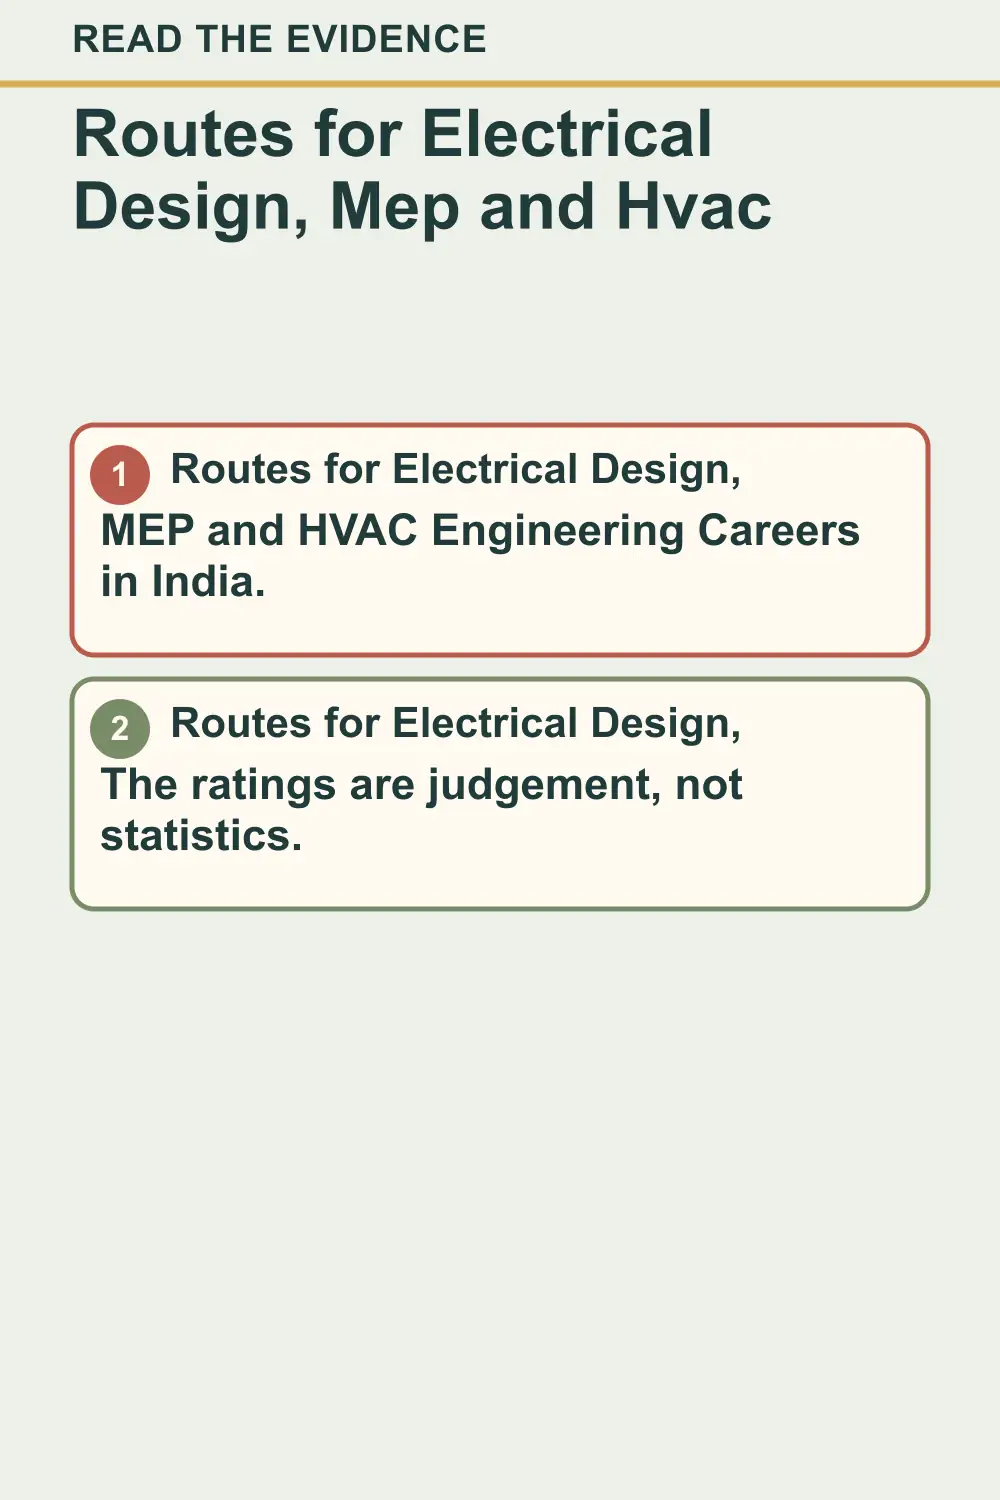 READ THE EVIDENCE
Routes for Electrical
Design, Mep and Hvac
1
Routes for Electrical Design,
MEP and HVAC Engineering Careers
in India.
2
Routes for Electrical Design,
The ratings are judgement, not
statistics.